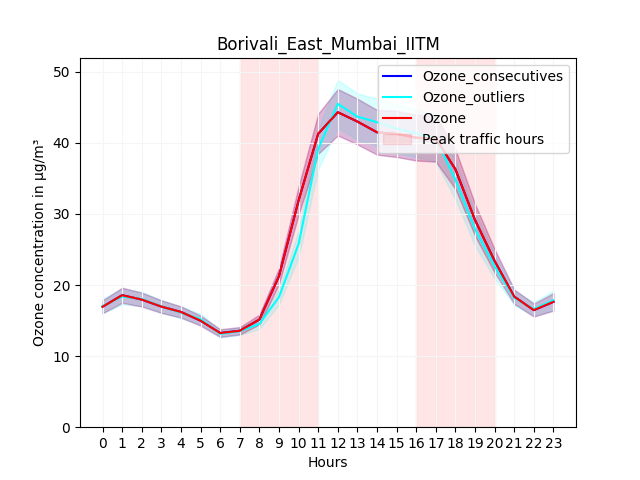 Borivali_East_Mumbai_IITM
Ozone concentration in µg/m³
50
40
30
20
10
0
Ozone_consecutives
Ozone_outliers
Ozone
Peak traffic hours
0 1 2 3 4 5 6 7 8 9 10 11 12 13 14 15 16 17 18 19 20 21 22 23
Hours